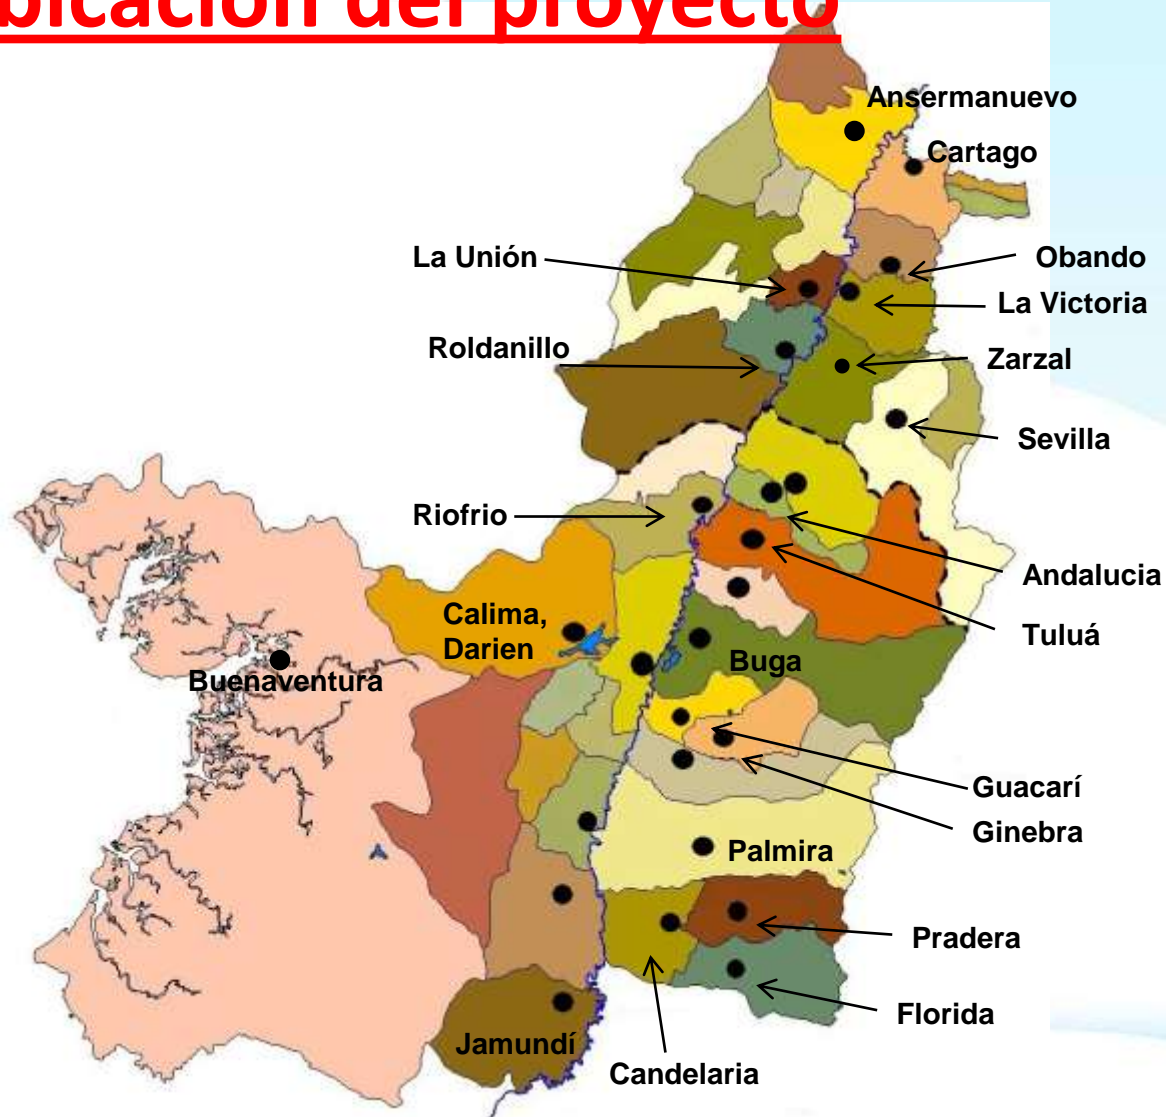 bicación del proyecto
Ansermanuevo
Cartago
La Unión
Obando
La Victoria
Roldanillo
Zarzal
Sevilla
Riofrio
Andalucia
Calima,
Darien
Tuluá
Buga
Buenaventura
Guacarí
Ginebra
Palmira
Pradera
Florida
Jamundí
Candelaria